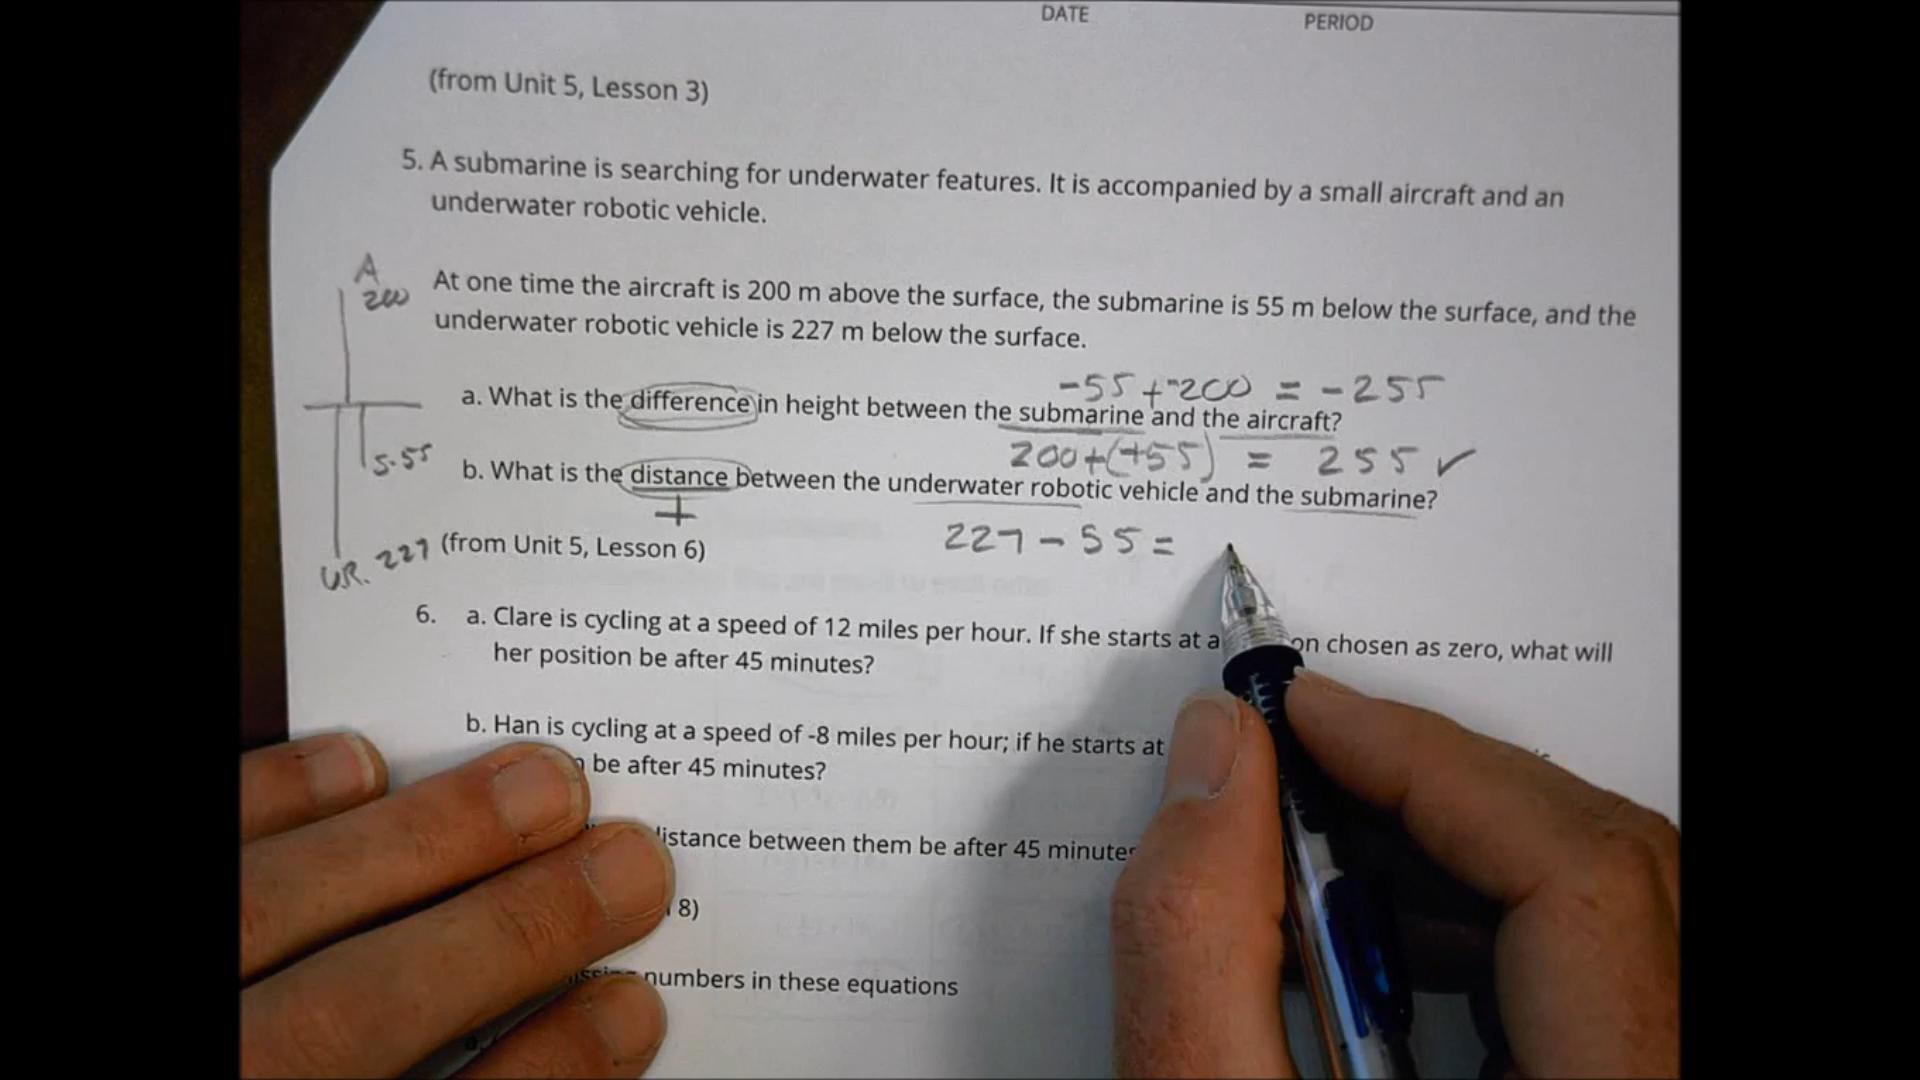 DATE PERIOD
(from Unit 5, Lesson 3)
5. A submarine is searching for underwater features. It is accompanied by a small aircraft and an
underwater robotic vehicle.
A
200
At one time the aircraft is 200 m above the surface, the submarine is 55 m below the surface, and the
underwater robotic vehicle is 227 m below the surface.
-55 + -200 = -255
a. What is the difference in height between the submarine and the aircraft?
200+(+55) = 255 ✓
S-55
b. What is the distance between the underwater robotic vehicle and the submarine?
+
227 - 55 =
U.R. 227
(from Unit 5, Lesson 6)
6. a. Clare is cycling at a speed of 12 miles per hour. If she starts at a on chosen as zero, what will
her position be after 45 minutes?
b. Han is cycling at a speed of -8 miles per hour; if he starts at
be after 45 minutes?
distance between them be after 45 minutes
8)
numbers in these equations